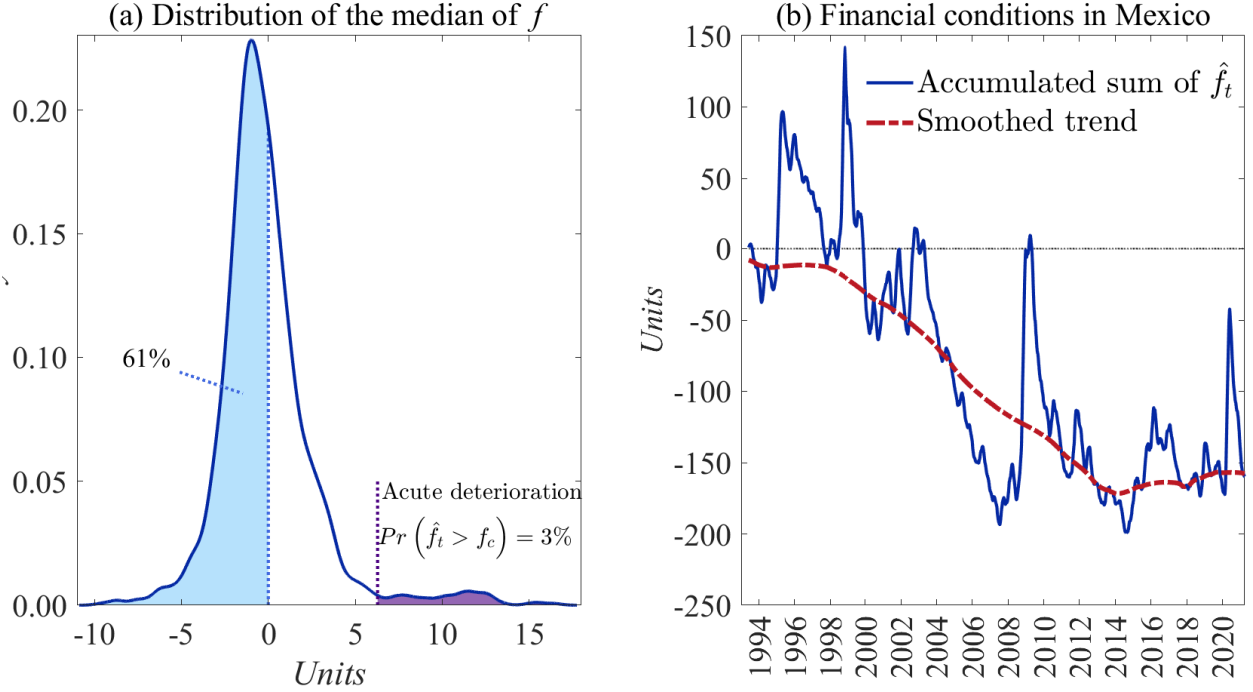 (a) Distribution of the median of f
0.20
0.15
0.10
0.05
0.00
61%
Acute deterioration
Pr (f̂ₜ > f_c) = 3%
-10 -5 0 5 10 15
Units
(b) Financial conditions in Mexico
150
100
50
0
-50
-100
-150
-200
-250
Units
Accumulated sum of f̂ₜ
Smoothed trend
1994 1996 1998 2000 2002 2004 2006 2008 2010 2012 2014 2016 2018 2020